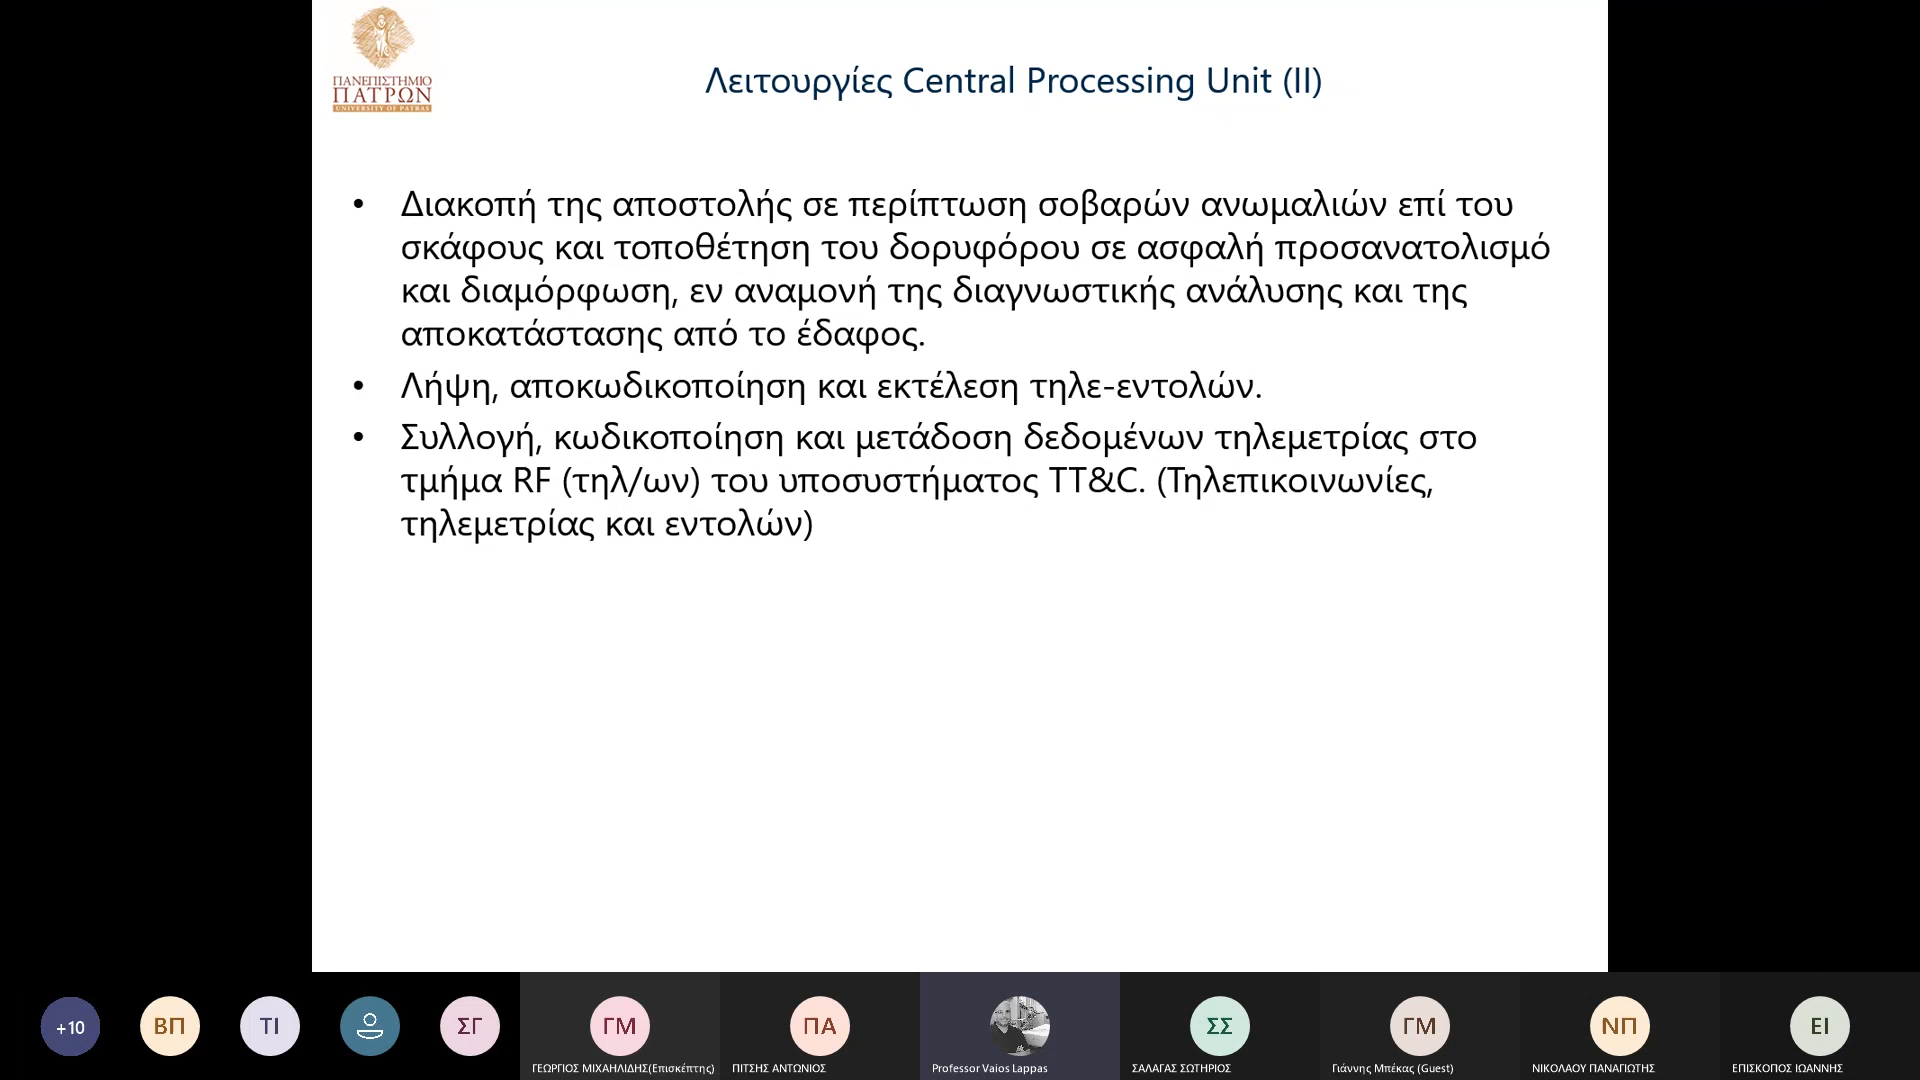 ΠΑΝΕΠΙΣΤΗΜΙΟ
ΠΑΤΡΩΝ
UNIVERSITY OF PATRAS
Λειτουργίες Central Processing Unit (II)
• Διακοπή της αποστολής σε περίπτωση σοβαρών ανωμαλιών επί του
σκάφους και τοποθέτηση του δορυφόρου σε ασφαλή προσανατολισμό
και διαμόρφωση, εν αναμονή της διαγνωστικής ανάλυσης και της
αποκατάστασης από το έδαφος.
• Λήψη, αποκωδικοποίηση και εκτέλεση τηλε-εντολών.
• Συλλογή, κωδικοποίηση και μετάδοση δεδομένων τηλεμετρίας στο
τμήμα RF (τηλ/ων) του υποσυστήματος TT&C. (Τηλεπικοινωνίες,
τηλεμετρίας και εντολών)
+10
ΒΠ
ΤΙ
ΣΓ
ΓΜ
ΠΑ
ΣΣ
ΓΜ
ΝΠ
ΕΙ
ΓΕΩΡΓΙΟΣ ΜΙΧΑΗΛΙΔΗΣ(Επισκέπτης)
ΠΙΤΣΗΣ ΑΝΤΩΝΙΟΣ
Professor Vaios Lappas
ΣΑΛΑΓΑΣ ΣΩΤΗΡΙΟΣ
Γιάννης Μπέκας (Guest)
ΝΙΚΟΛΑΟΥ ΠΑΝΑΓΙΩΤΗΣ
ΕΠΙΣΚΟΠΟΣ ΙΩΑΝΝΗΣ